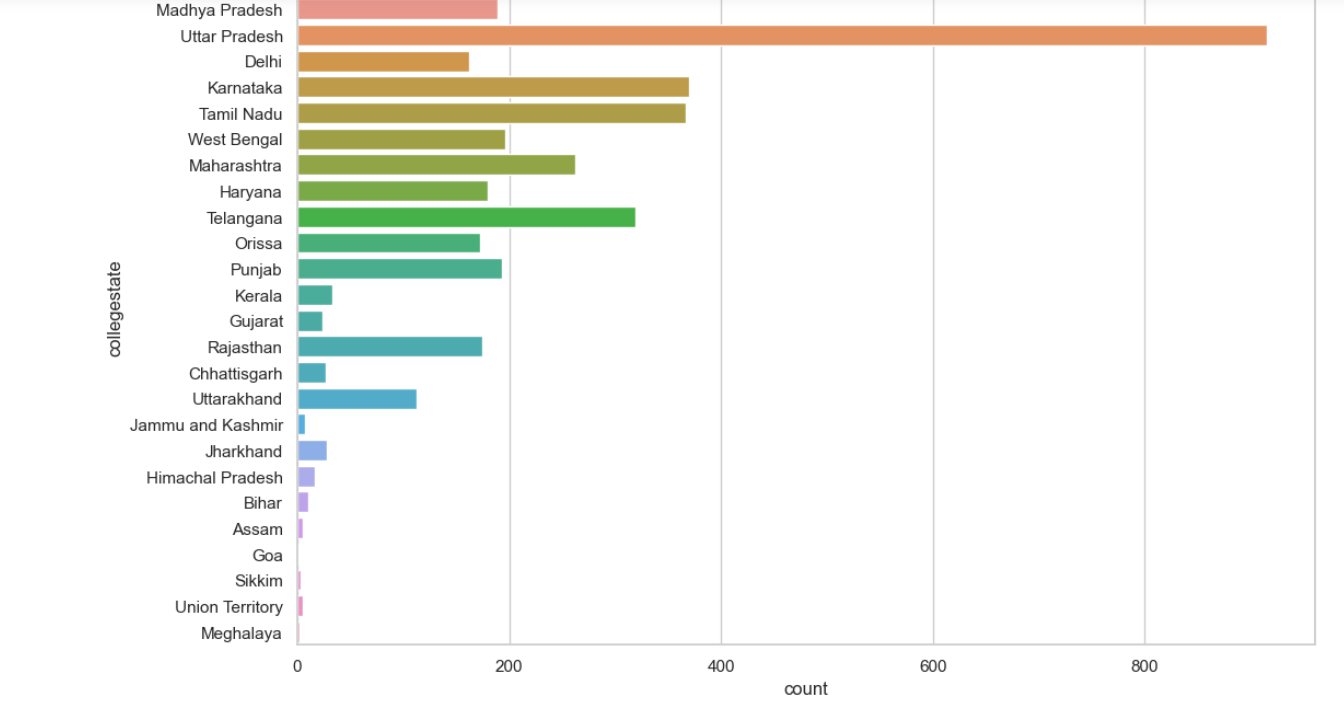 Madhya Pradesh
Uttar Pradesh
Delhi
Karnataka
Tamil Nadu
West Bengal
Maharashtra
Haryana
Telangana
Orissa
Punjab
Kerala
Gujarat
Rajasthan
Chhattisgarh
Uttarakhand
Jammu and Kashmir
Jharkhand
Himachal Pradesh
Bihar
Assam
Goa
Sikkim
Union Territory
Meghalaya
collegestate
0 200 400 600 800
count